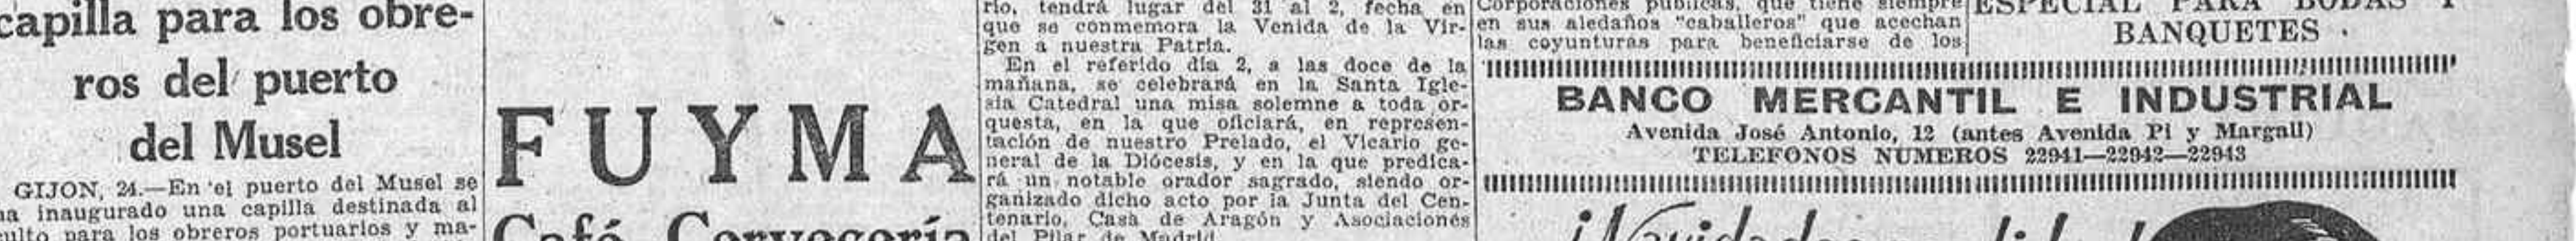 capilla para los obre-
ros del puerto
del Musel
GIJON, 24.—En el puerto del Musel se
ha inaugurado una capilla destinada al
culto para los obreros portuarios y ma-
FUYMA
Café Cervecería
rio, tendrá lugar del 31 al 2, fecha en
que se conmemora la Venida de la Vir-
gen a nuestra Patria.
En el referido día 2, a las doce de la
mañana, se celebrará en la Santa Igle-
sia Catedral una misa solemne a toda or-
questa, en la que oficiará, en represen-
tación de nuestro Prelado, el Vicario ge-
neral de la Diócesis, y en la que predica-
rá un notable orador sagrado, siendo or-
ganizado dicho acto por la Junta del Cen-
tenario, Casa de Aragón y Asociaciones
del Pilar de Madrid
Corporaciones públicas, que tiene siempre
en sus aledaños "caballeros" que acechan
las coyunturas para beneficiarse de los
ESPECIAL PARA BODAS Y
BANQUETES
BANCO MERCANTIL E INDUSTRIAL
Avenida José Antonio, 12 (antes Avenida Pi y Margall)
TELEFONOS NUMEROS 22941—22942—22943